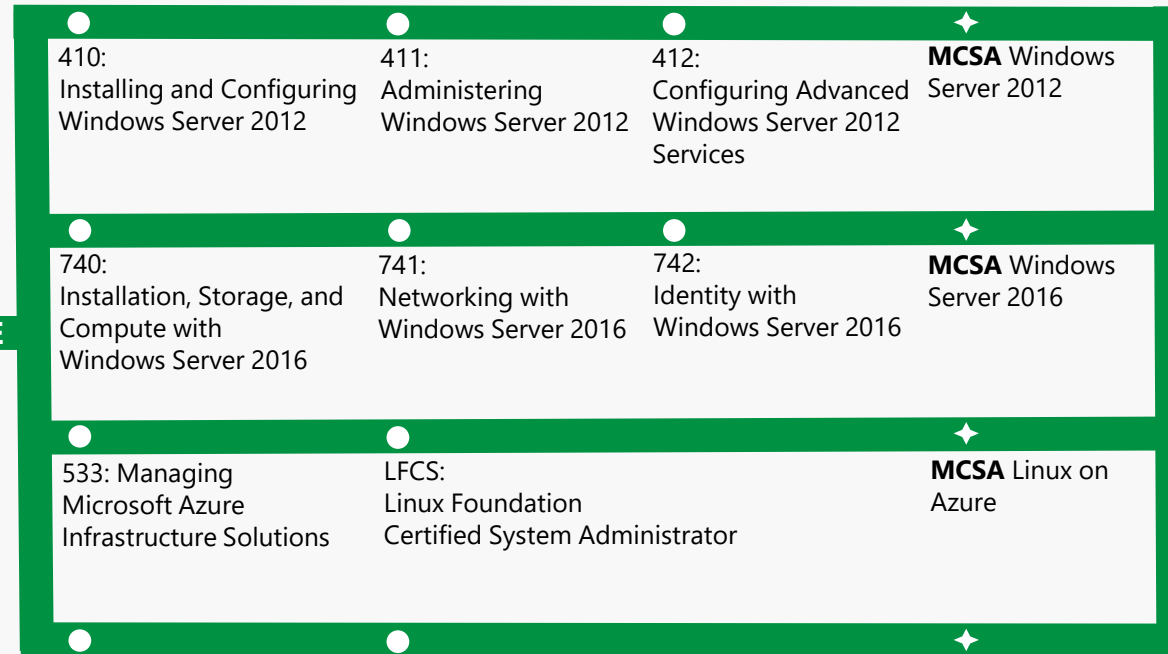 410:
Installing and Configuring
Windows Server 2012
411:
Administering
Windows Server 2012
412:
Configuring Advanced
Windows Server 2012
Services
MCSA Windows
Server 2012
740:
Installation, Storage, and
Compute with
Windows Server 2016
741:
Networking with
Windows Server 2016
742:
Identity with
Windows Server 2016
MCSA Windows
Server 2016
533: Managing
Microsoft Azure
Infrastructure Solutions
LFCS:
Linux Foundation
Certified System Administrator
MCSA Linux on
Azure